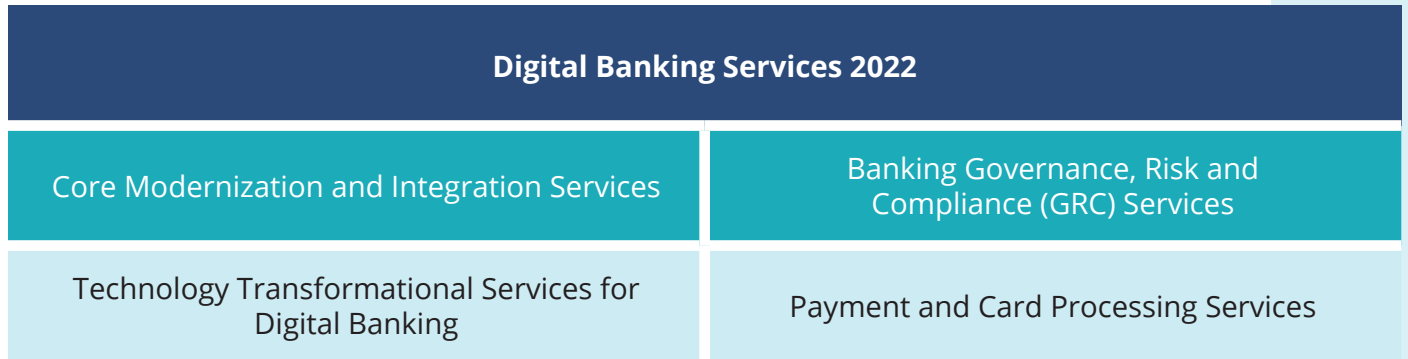 Digital Banking Services 2022
Core Modernization and Integration Services
Banking Governance, Risk and
Compliance (GRC) Services
Technology Transformational Services for
Digital Banking
Payment and Card Processing Services